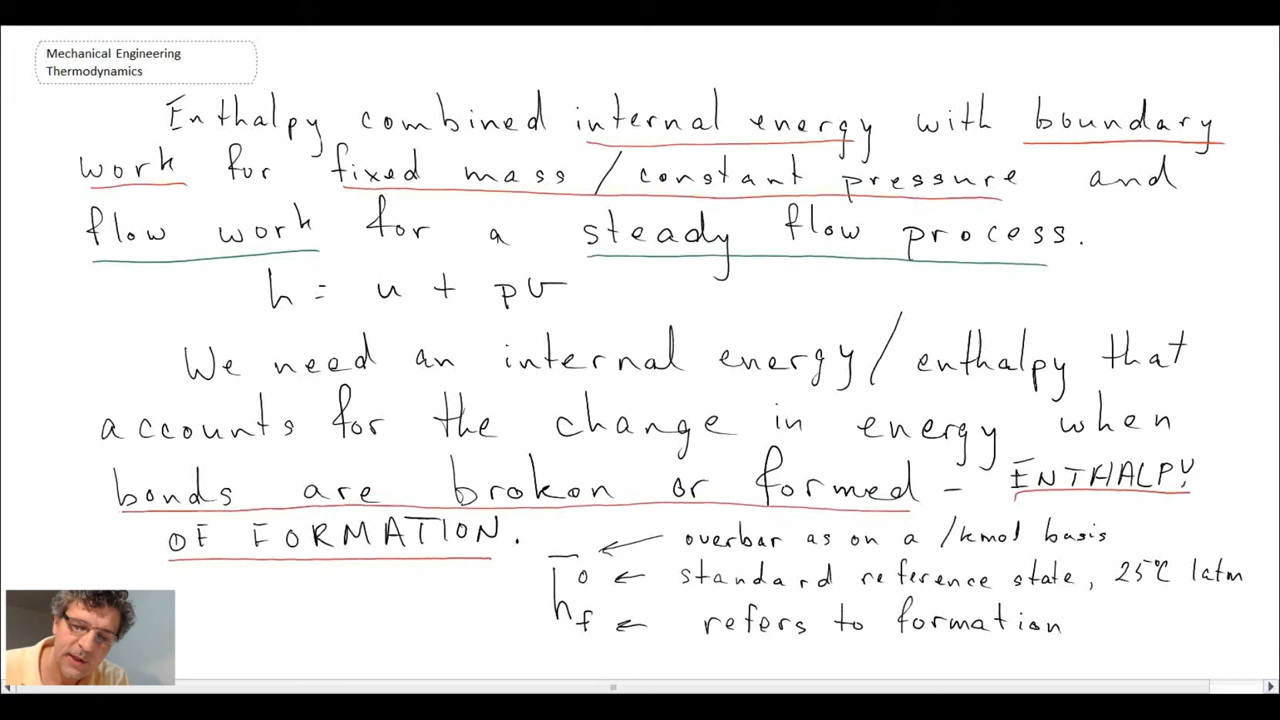 Mechanical Engineering
Thermodynamics
Enthalpy combined internal energy with boundary
work for fixed mass / constant pressure and
flow work for a steady flow process.
h = u + pv
We need an internal energy/enthalpy that
accounts for the change in energy when
bonds are broken or formed - ENTHALPY
OF FORMATION.
overbar as on a /kmol basis
h̅°f ← standard reference state, 25°C 1atm
← refers to formation